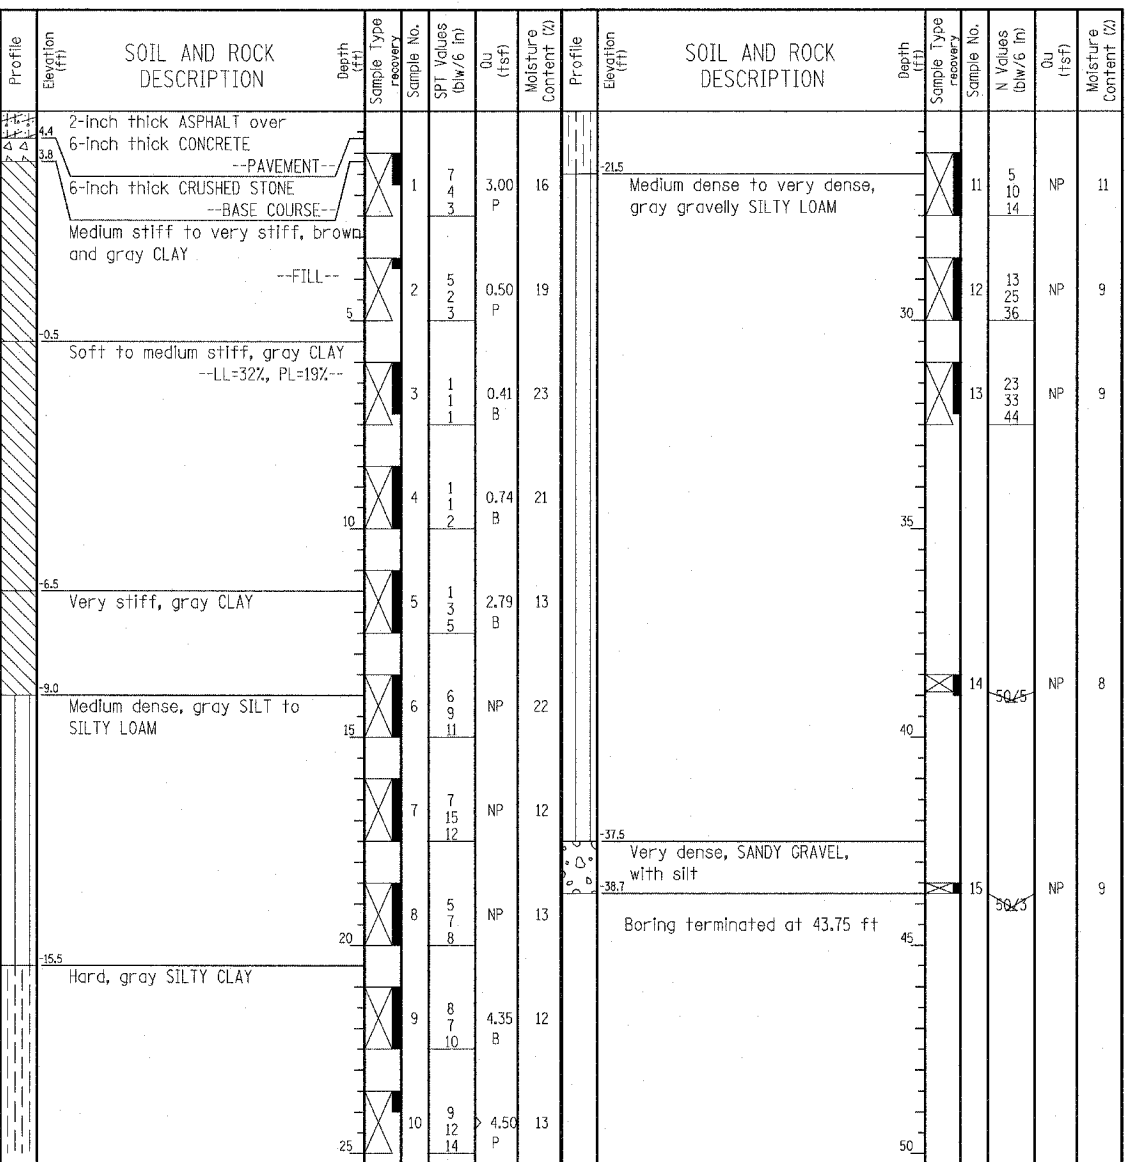 Profile
Elevation (ft)
SOIL AND ROCK
DESCRIPTION
Depth (ft)
Sample Type
recovery
Sample No.
SPT Values (blw/6 in)
Qu (tsf)
Moisture Content (%)
2-inch thick ASPHALT over
4.4
6-inch thick CONCRETE
3.8
--PAVEMENT--
6-inch thick CRUSHED STONE
--BASE COURSE--
1
7
4
3
3.00
P
16
Medium stiff to very stiff, brown
and gray CLAY
--FILL--
2
5
2
3
0.50
P
19
5
-0.5
Soft to medium stiff, gray CLAY
--LL=32%, PL=19%--
3
1
1
1
0.41
B
23
4
1
1
2
0.74
B
21
10
-6.5
Very stiff, gray CLAY
5
1
3
5
2.79
B
13
-9.0
Medium dense, gray SILT to
SILTY LOAM
6
6
9
11
NP
22
15
7
7
15
12
NP
12
8
5
7
8
NP
13
20
-15.5
Hard, gray SILTY CLAY
9
8
7
10
4.35
B
12
10
9
12
14
> 4.50
P
13
25
Profile
Elevation (ft)
SOIL AND ROCK
DESCRIPTION
Depth (ft)
Sample Type
recovery
Sample No.
N Values (blw/6 in)
Qu (tsf)
Moisture Content (%)
-21.5
Medium dense to very dense,
gray gravelly SILTY LOAM
11
5
10
14
NP
11
12
13
25
36
NP
9
30
13
23
33
44
NP
9
35
14
50/5
NP
8
40
-37.5
Very dense, SANDY GRAVEL,
with silt
-38.7
15
50/3
NP
9
Boring terminated at 43.75 ft
45
50